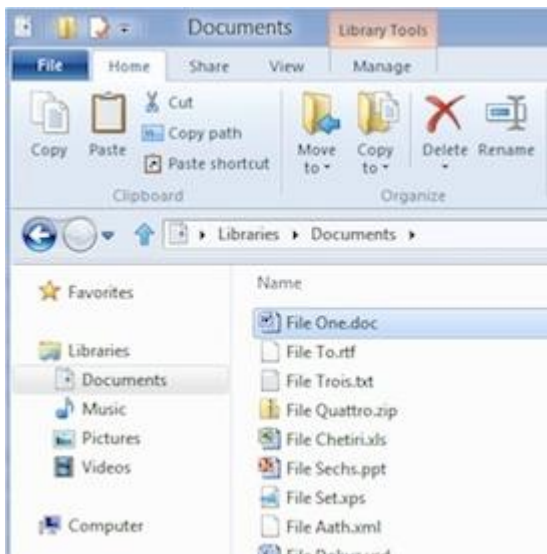 Documents
Library Tools
File Home Share View Manage
Copy
Paste
Cut
Copy path
Paste shortcut
Move to
Copy to
Delete
Rename
Clipboard
Organize
Libraries Documents
Favorites
Libraries
Documents
Music
Pictures
Videos
Computer
Name
File One.doc
File To.rtf
File Trois.txt
File Quattro.zip
File Chetiri.xls
File Sechs.ppt
File Set.xps
File Aath.xml